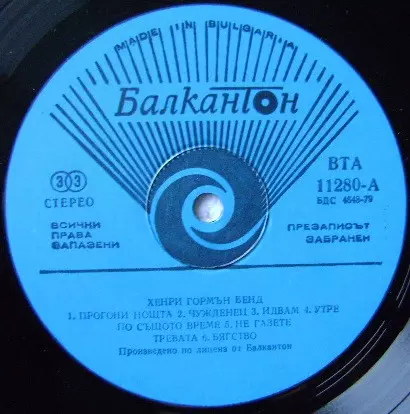 MADE IN BULGARIA
Балкантон
ВТА
11280-А
БДС 4648-79
33
СТЕРЕО
ВСИЧКИ
ПРАВА
ЗАПАЗЕНИ
ПРЕЗАПИСЪТ
ЗАБРАНЕН
ХЕНРИ ГОРМЪН БЕНД
1. ПРОГОНИ НОЩТА 2. ЧУЖДЕНЕЦ 3. ИДВАМ 4. УТРЕ
ПО СЪЩОТО ВРЕМЕ 5. НЕ ГАЗЕТЕ
ТРЕВАТА 6. БЯГСТВО
Произведено по лиценз от Балкантон